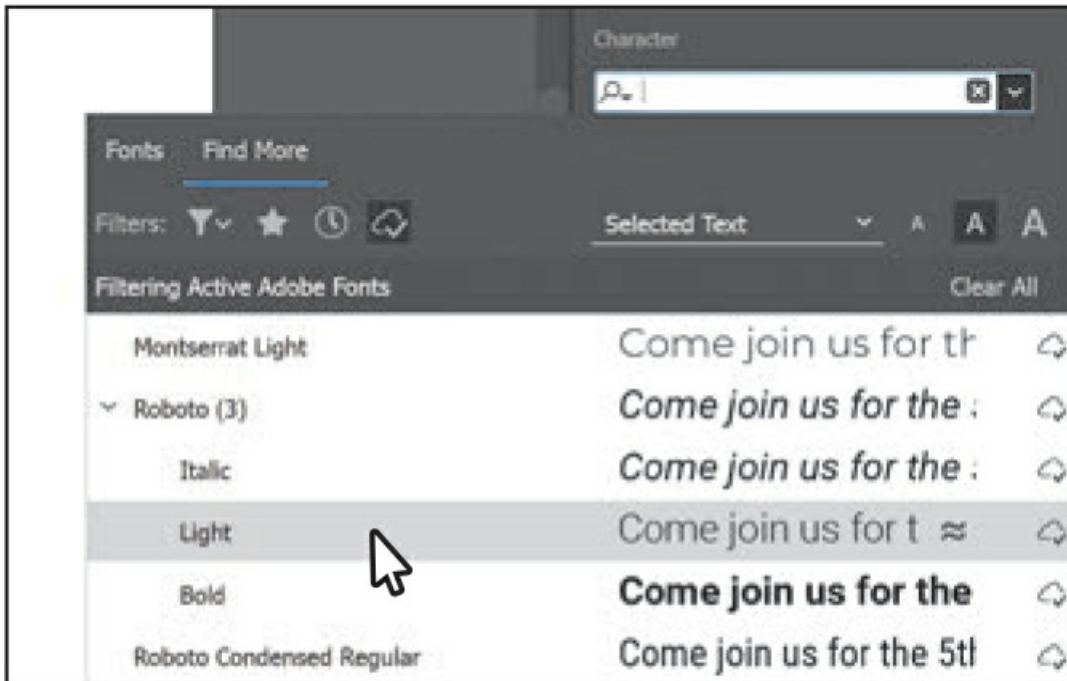 Character
Fonts Find More
Filters: Selected Text A A A
Filtering Active Adobe Fonts Clear All
Montserrat Light Come join us for th
Roboto (3) Come join us for the
Italic Come join us for the
Light Come join us for t ≈
Bold Come join us for the
Roboto Condensed Regular Come join us for the 5th